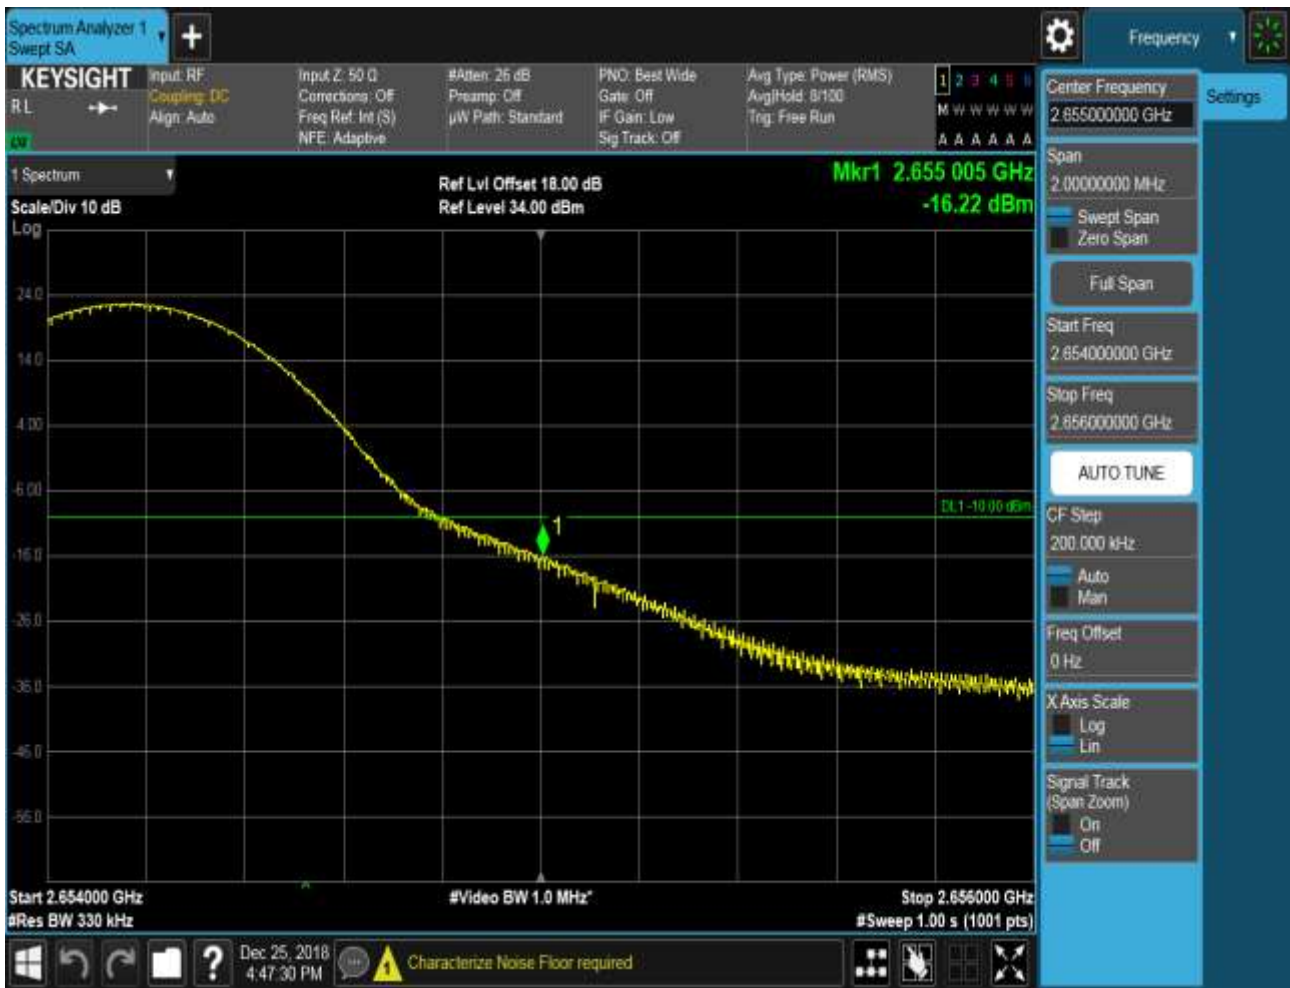 Spectrum Analyzer 1
Swept SA
Frequency
KEYSIGHT
R L
Input: RF
Coupling: DC
Align: Auto
Input Z: 50 Ω
Corrections: Off
Freq Ref: Int (S)
NFE: Adaptive
#Atten: 26 dB
Preamp: Off
µW Path: Standard
PNO: Best Wide
Gate: Off
IF Gain: Low
Sig Track: Off
Avg Type: Power (RMS)
Avg|Hold: 8/100
Trig: Free Run
1 2 3 4 5 6
M W W W W W
A A A A A A
1 Spectrum
Scale/Div 10 dB
Log
Ref Lvl Offset 18.00 dB
Ref Level 34.00 dBm
Mkr1 2.655 005 GHz
-16.22 dBm
24.0
14.0
4.00
-6.00
-16.0
-26.0
-36.0
-46.0
-56.0
DL1 -10.00 dBm
1
Start 2.654000 GHz
#Res BW 330 kHz
#Video BW 1.0 MHz*
Stop 2.656000 GHz
#Sweep 1.00 s (1001 pts)
Center Frequency
2.655000000 GHz
Settings
Span
2.00000000 MHz
Swept Span
Zero Span
Full Span
Start Freq
2.654000000 GHz
Stop Freq
2.656000000 GHz
AUTO TUNE
CF Step
200.000 kHz
Auto
Man
Freq Offset
0 Hz
X Axis Scale
Log
Lin
Signal Track
(Span Zoom)
On
Off
?
Dec 25, 2018
4:47:30 PM
1
Characterize Noise Floor required